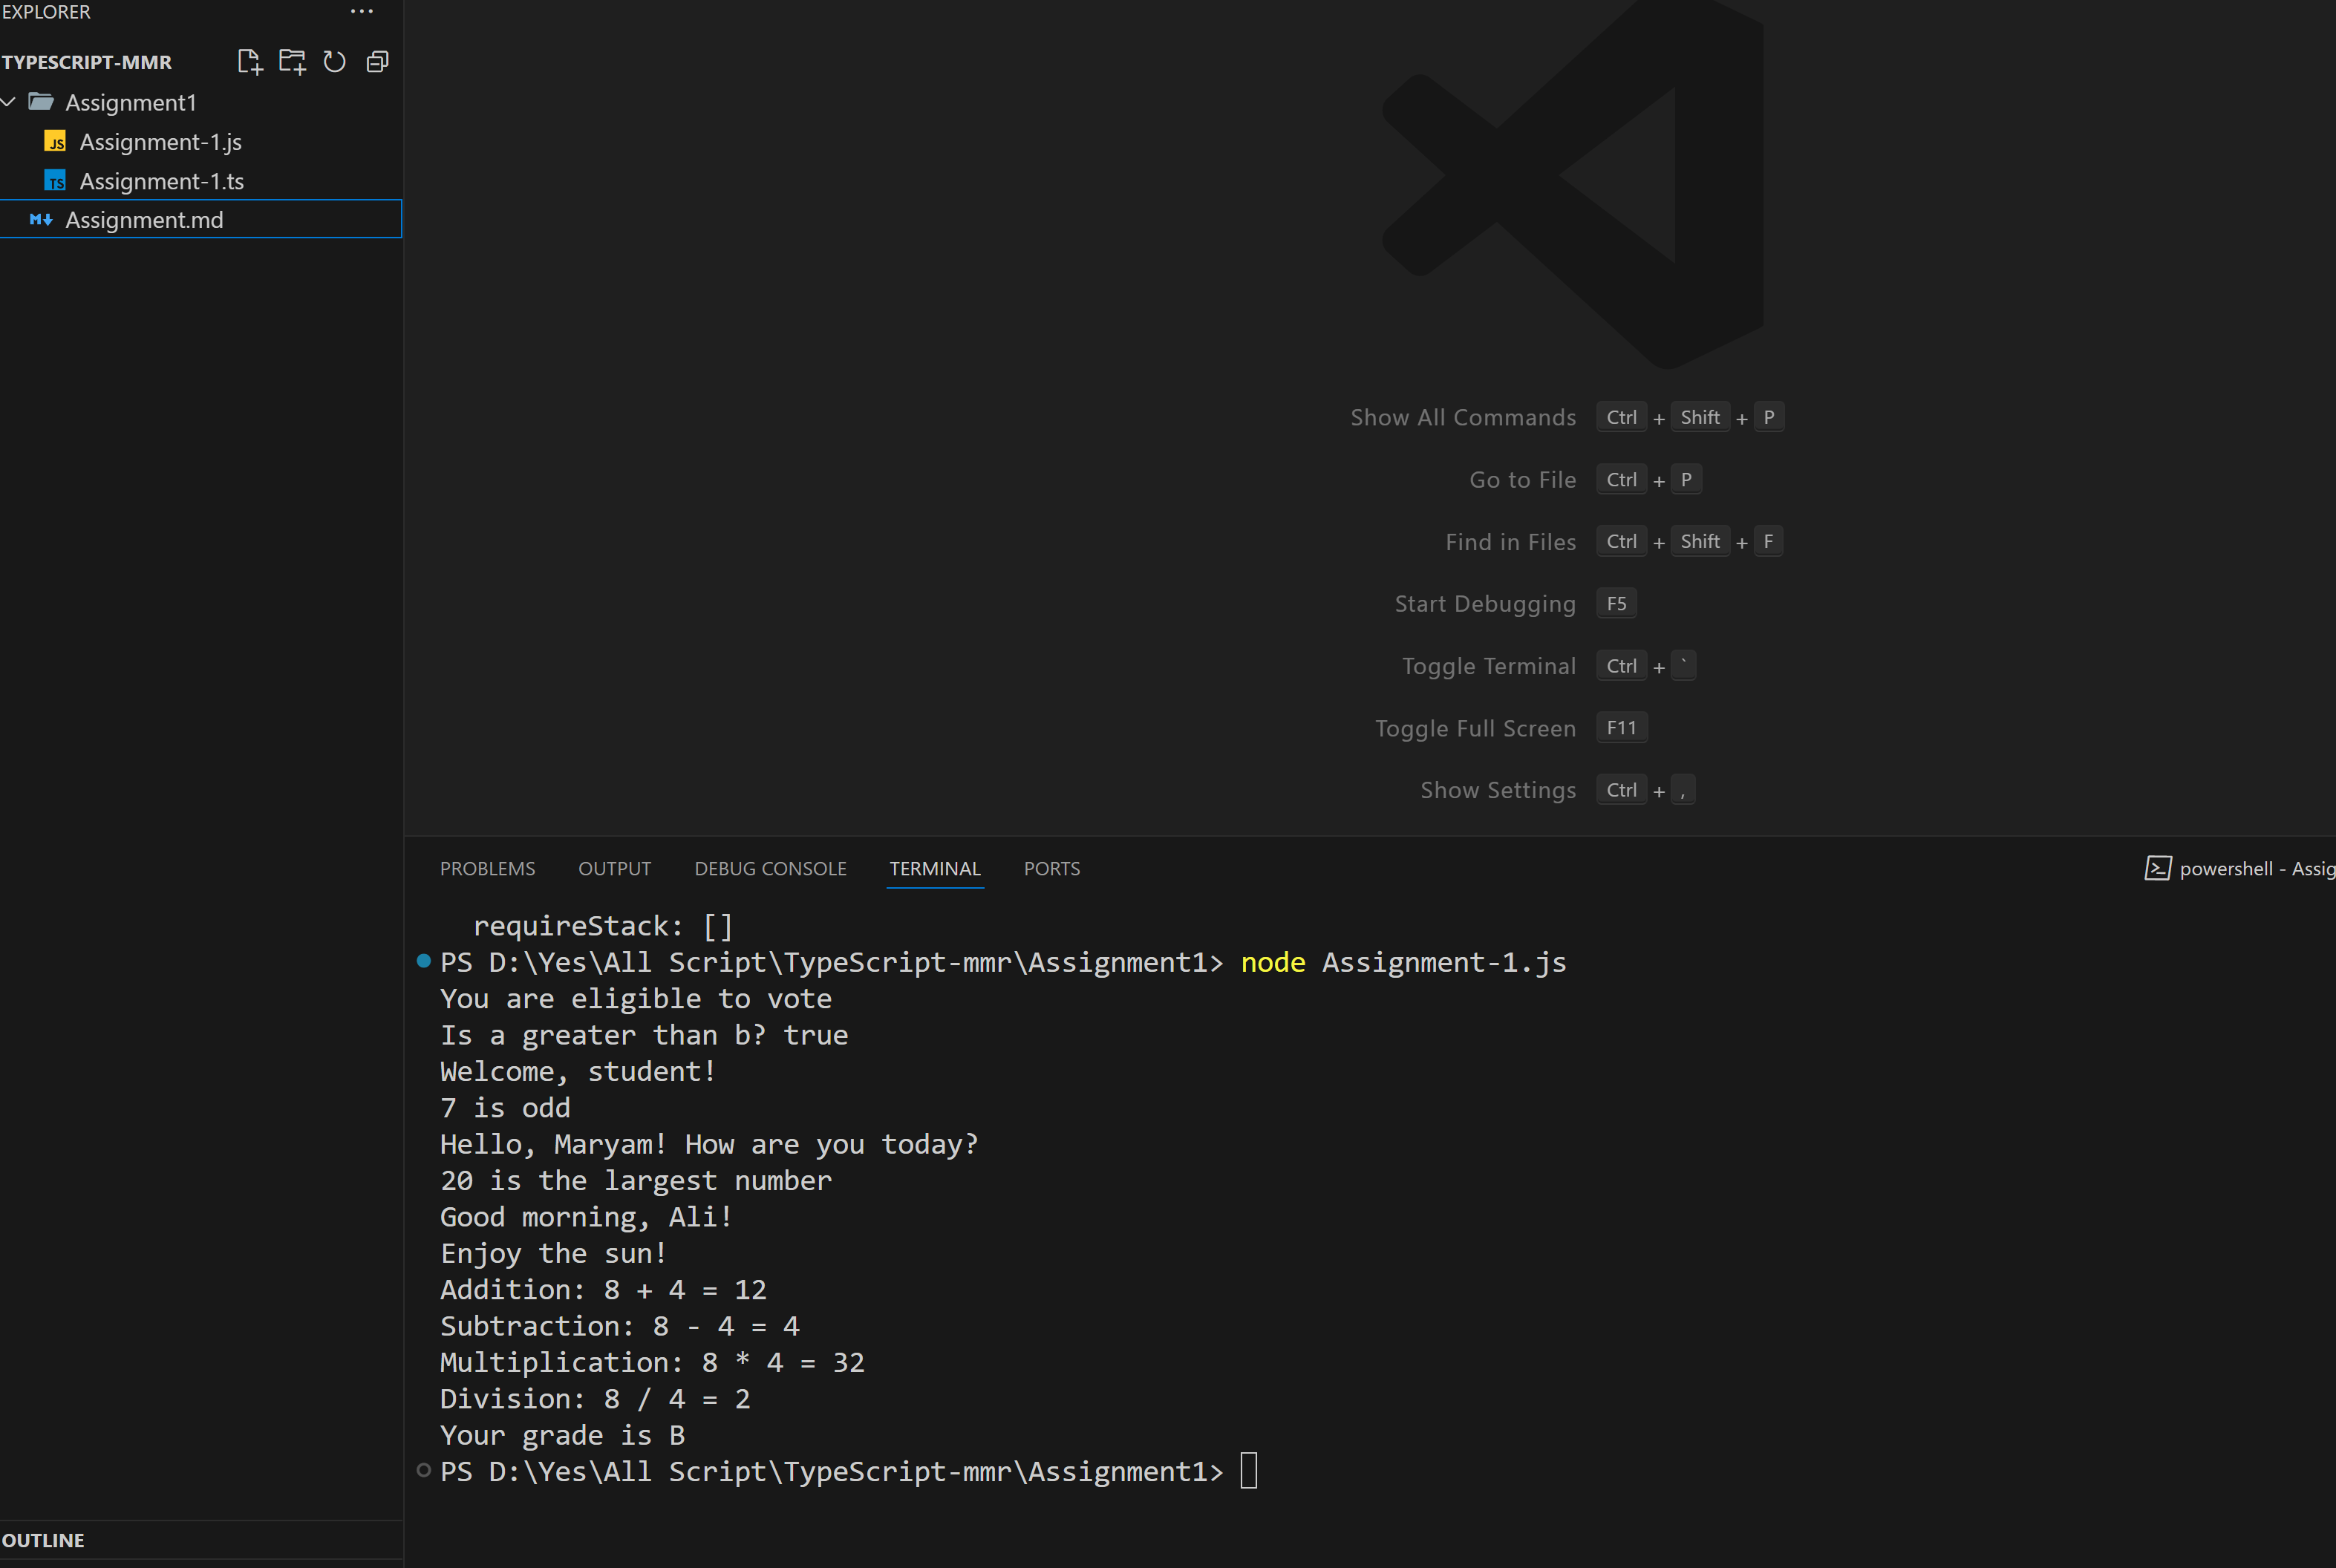 EXPLORER
TYPESCRIPT-MMR
Assignment1
JS Assignment-1.js
TS Assignment-1.ts
Assignment.md
OUTLINE
Show All Commands Ctrl + Shift + P
Go to File Ctrl + P
Find in Files Ctrl + Shift + F
Start Debugging F5
Toggle Terminal Ctrl + `
Toggle Full Screen F11
Show Settings Ctrl + ,
PROBLEMS OUTPUT DEBUG CONSOLE TERMINAL PORTS powershell - Assig
requireStack: []
PS D:\Yes\All Script\TypeScript-mmr\Assignment1> node Assignment-1.js
You are eligible to vote
Is a greater than b? true
Welcome, student!
7 is odd
Hello, Maryam! How are you today?
20 is the largest number
Good morning, Ali!
Enjoy the sun!
Addition: 8 + 4 = 12
Subtraction: 8 - 4 = 4
Multiplication: 8 * 4 = 32
Division: 8 / 4 = 2
Your grade is B
PS D:\Yes\All Script\TypeScript-mmr\Assignment1>